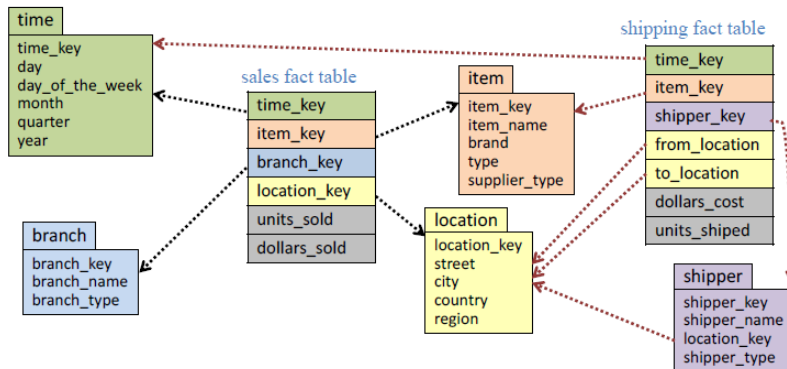 time
time_key
day
day_of_the_week
month
quarter
year
sales fact table
time_key
item_key
branch_key
location_key
units_sold
dollars_sold
branch
branch_key
branch_name
branch_type
item
item_key
item_name
brand
type
supplier_type
location
location_key
street
city
country
region
shipping fact table
time_key
item_key
shipper_key
from_location
to_location
dollars_cost
units_shiped
shipper
shipper_key
shipper_name
location_key
shipper_type